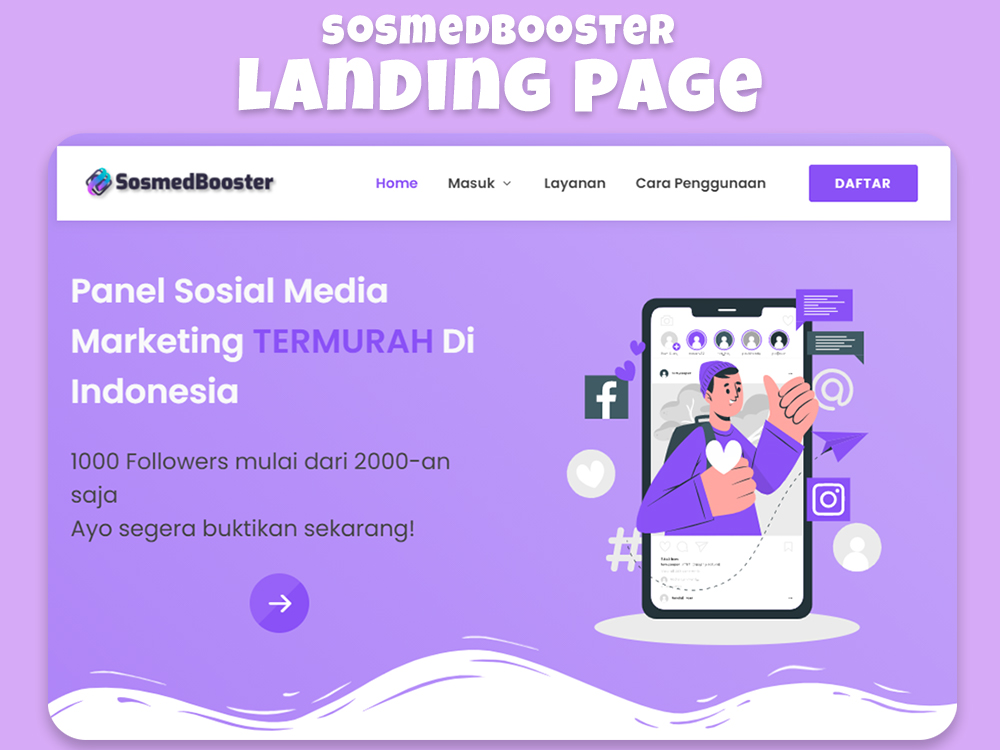 SOSMEDBOOSTER
LANDING PAGE
SosmedBooster
Home Masuk Layanan Cara Penggunaan DAFTAR
Panel Sosial Media
Marketing TERMURAH Di
Indonesia
1000 Followers mulai dari 2000-an
saja
Ayo segera buktikan sekarang!